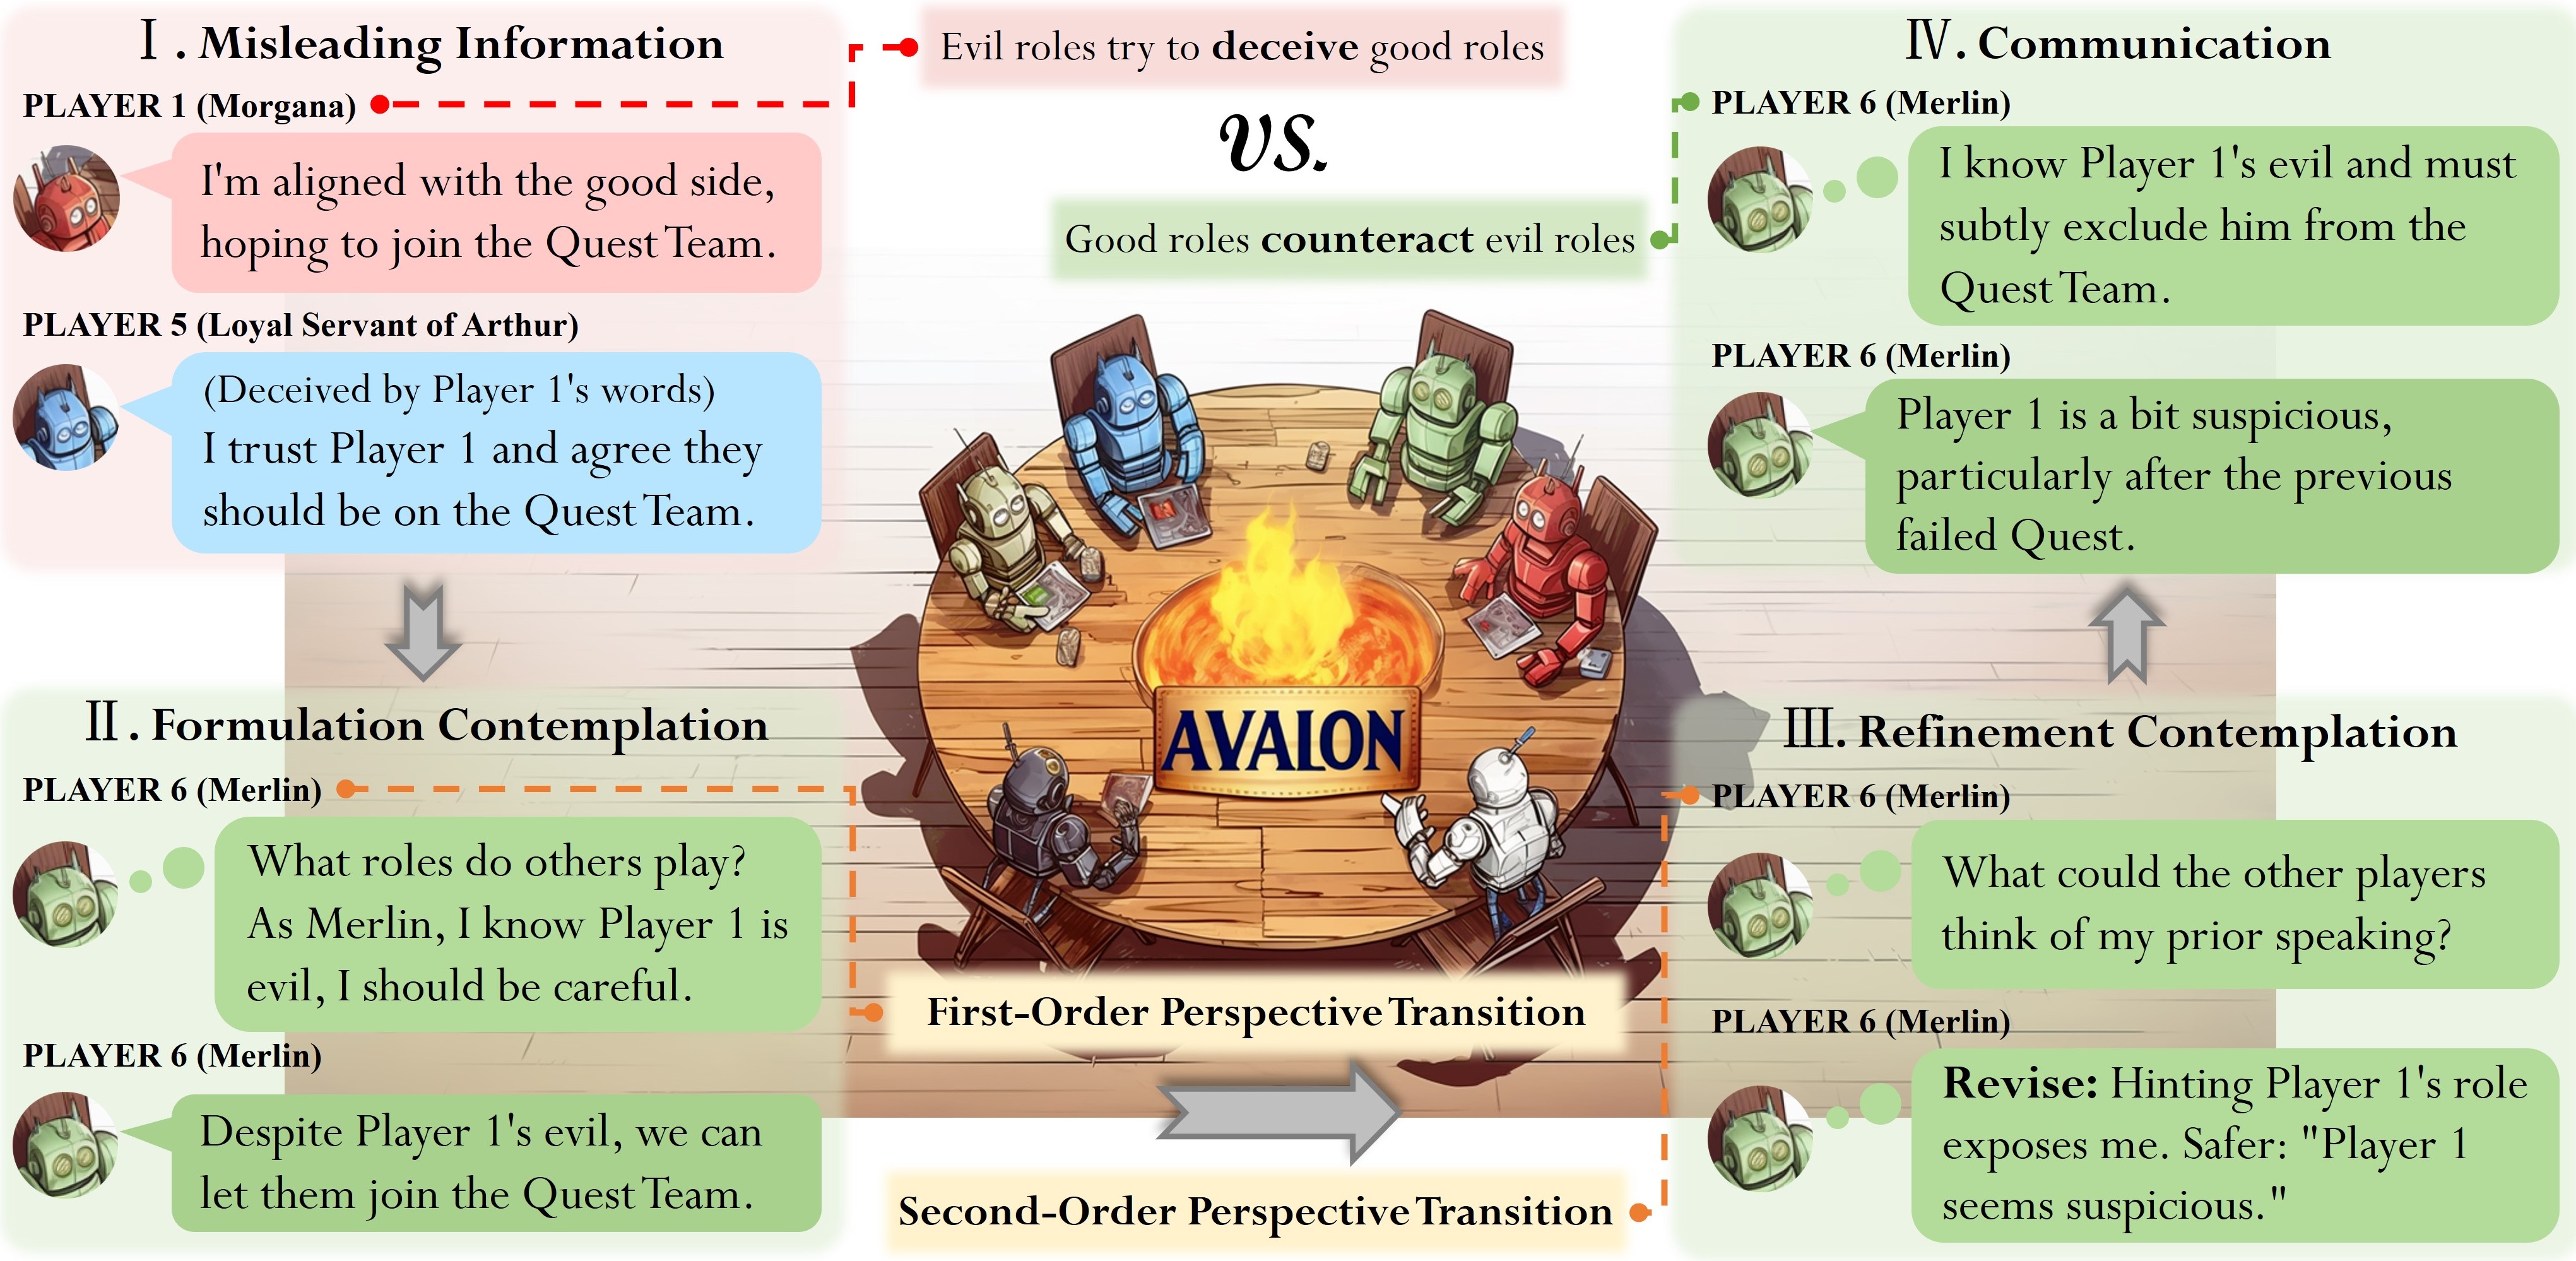 Ⅰ. Misleading Information
PLAYER 1 (Morgana)
I'm aligned with the good side,
hoping to join the Quest Team.
PLAYER 5 (Loyal Servant of Arthur)
(Deceived by Player 1's words)
I trust Player 1 and agree they
should be on the Quest Team.
Ⅱ. Formulation Contemplation
PLAYER 6 (Merlin)
What roles do others play?
As Merlin, I know Player 1 is
evil, I should be careful.
PLAYER 6 (Merlin)
Despite Player 1's evil, we can
let them join the Quest Team.
Evil roles try to deceive good roles
VS.
Good roles counteract evil roles
AVALON
First-Order Perspective Transition
Second-Order Perspective Transition
Ⅲ. Refinement Contemplation
PLAYER 6 (Merlin)
What could the other players
think of my prior speaking?
PLAYER 6 (Merlin)
Revise: Hinting Player 1's role
exposes me. Safer: "Player 1
seems suspicious."
Ⅳ. Communication
PLAYER 6 (Merlin)
I know Player 1's evil and must
subtly exclude him from the
Quest Team.
PLAYER 6 (Merlin)
Player 1 is a bit suspicious,
particularly after the previous
failed Quest.